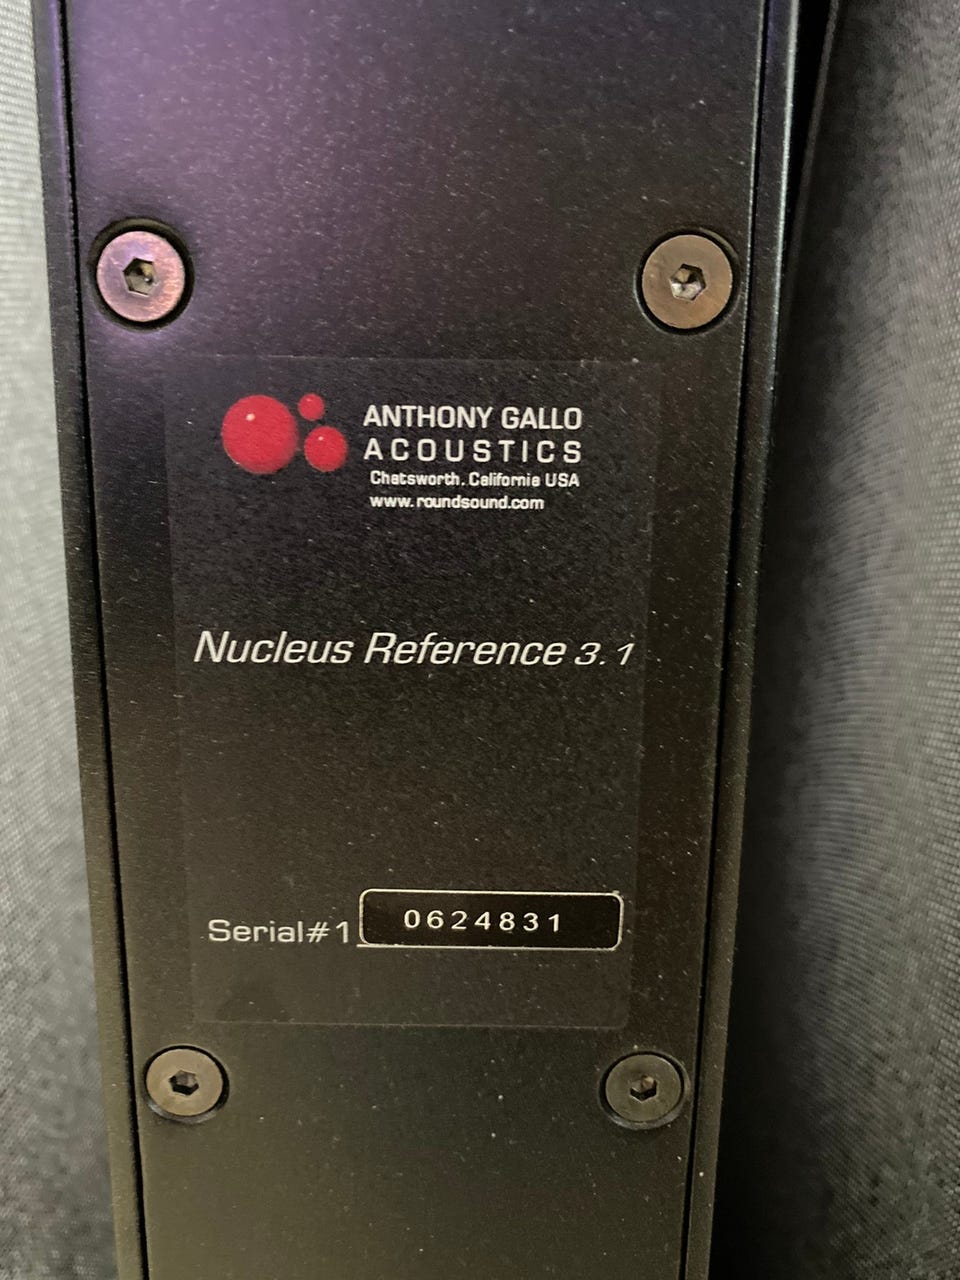 ANTHONY GALLO
ACOUSTICS
Chatsworth, California USA
www.roundsound.com
Nucleus Reference 3.1
Serial#1 0624831